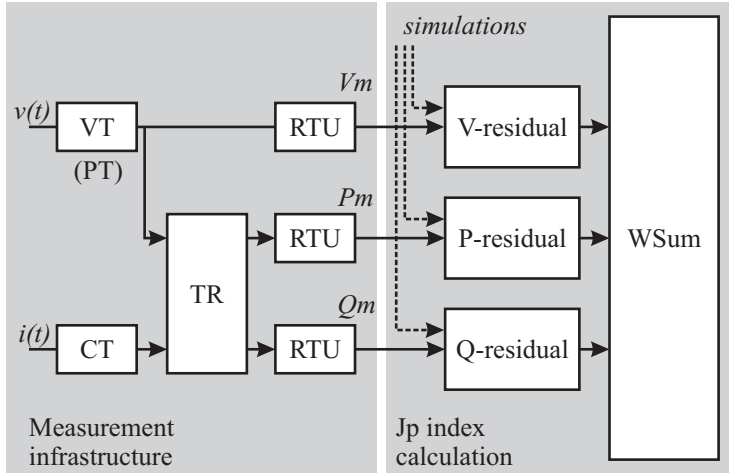 simulations
Vm
v(t)
VT
RTU
V-residual
(PT)
Pm
RTU
P-residual
WSum
TR
Qm
i(t)
CT
RTU
Q-residual
Measurement
infrastructure
Jp index
calculation